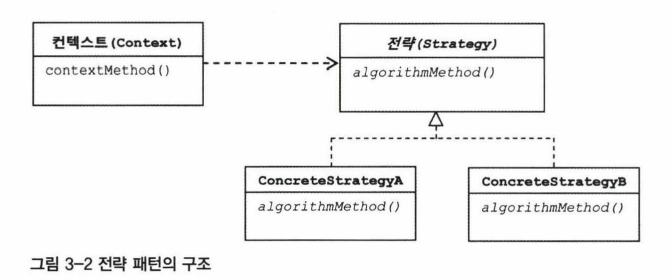 컨텍스트(Context)
contextMethod()
전략(Strategy)
algorithmMethod()
ConcreteStrategyA
algorithmMethod()
ConcreteStrategyB
algorithmMethod()
그림 3-2 전략 패턴의 구조